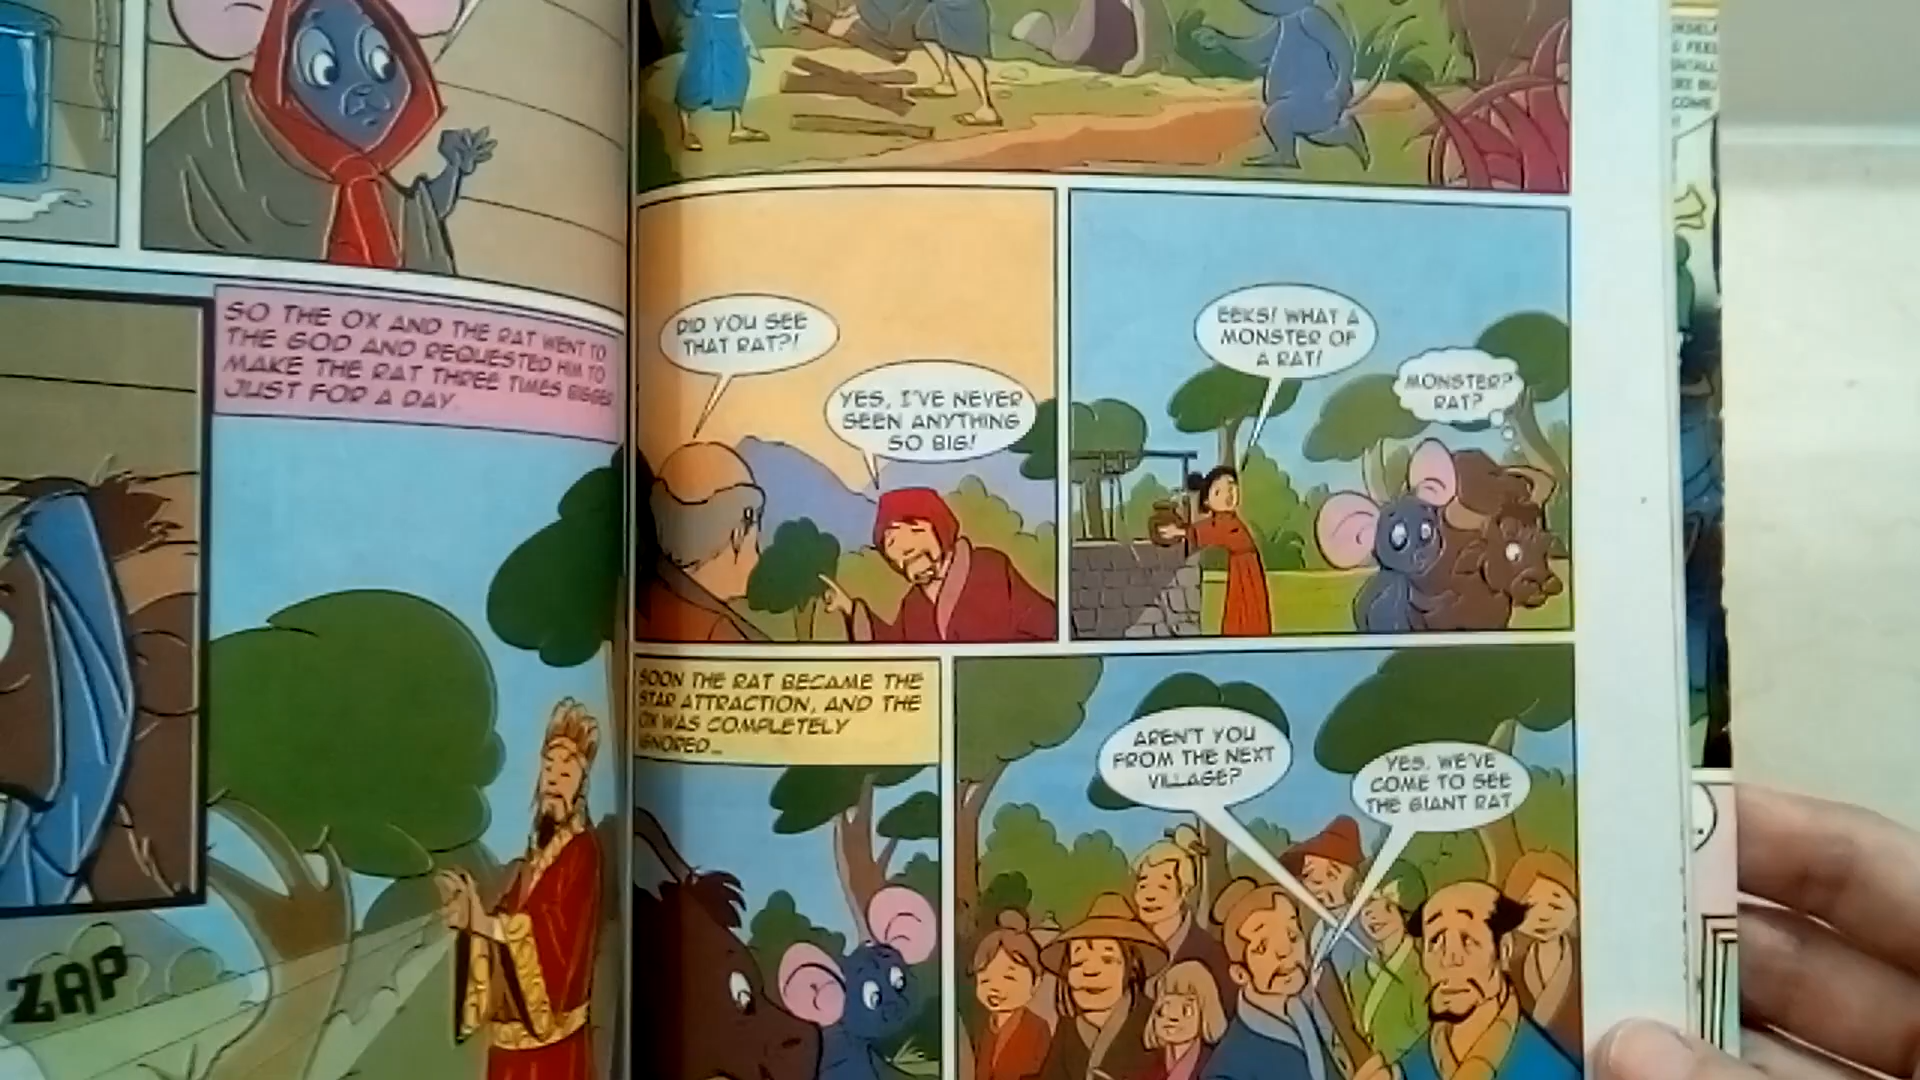 SO THE OX AND THE RAT WENT TO
THE GOD AND REQUESTED HIM TO
MAKE THE RAT THREE TIMES BIGGER
JUST FOR A DAY.
ZAP
DID YOU SEE
THAT RAT?!
YES, I'VE NEVER
SEEN ANYTHING
SO BIG!
EEKS! WHAT A
MONSTER OF
A RAT!
MONSTER?
RAT?
SOON THE RAT BECAME THE
STAR ATTRACTION, AND THE
OX WAS COMPLETELY
IGNORED...
AREN'T YOU
FROM THE NEXT
VILLAGE?
YES, WE'VE
COME TO SEE
THE GIANT RAT.
COME